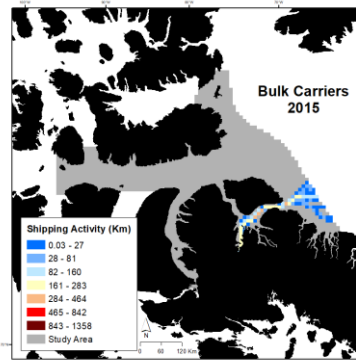 Bulk Carriers
2015
Shipping Activity (Km)
0.03 - 27
28 - 81
82 - 160
161 - 283
284 - 464
465 - 842
843 - 1358
Study Area
N
0 60 120 Km